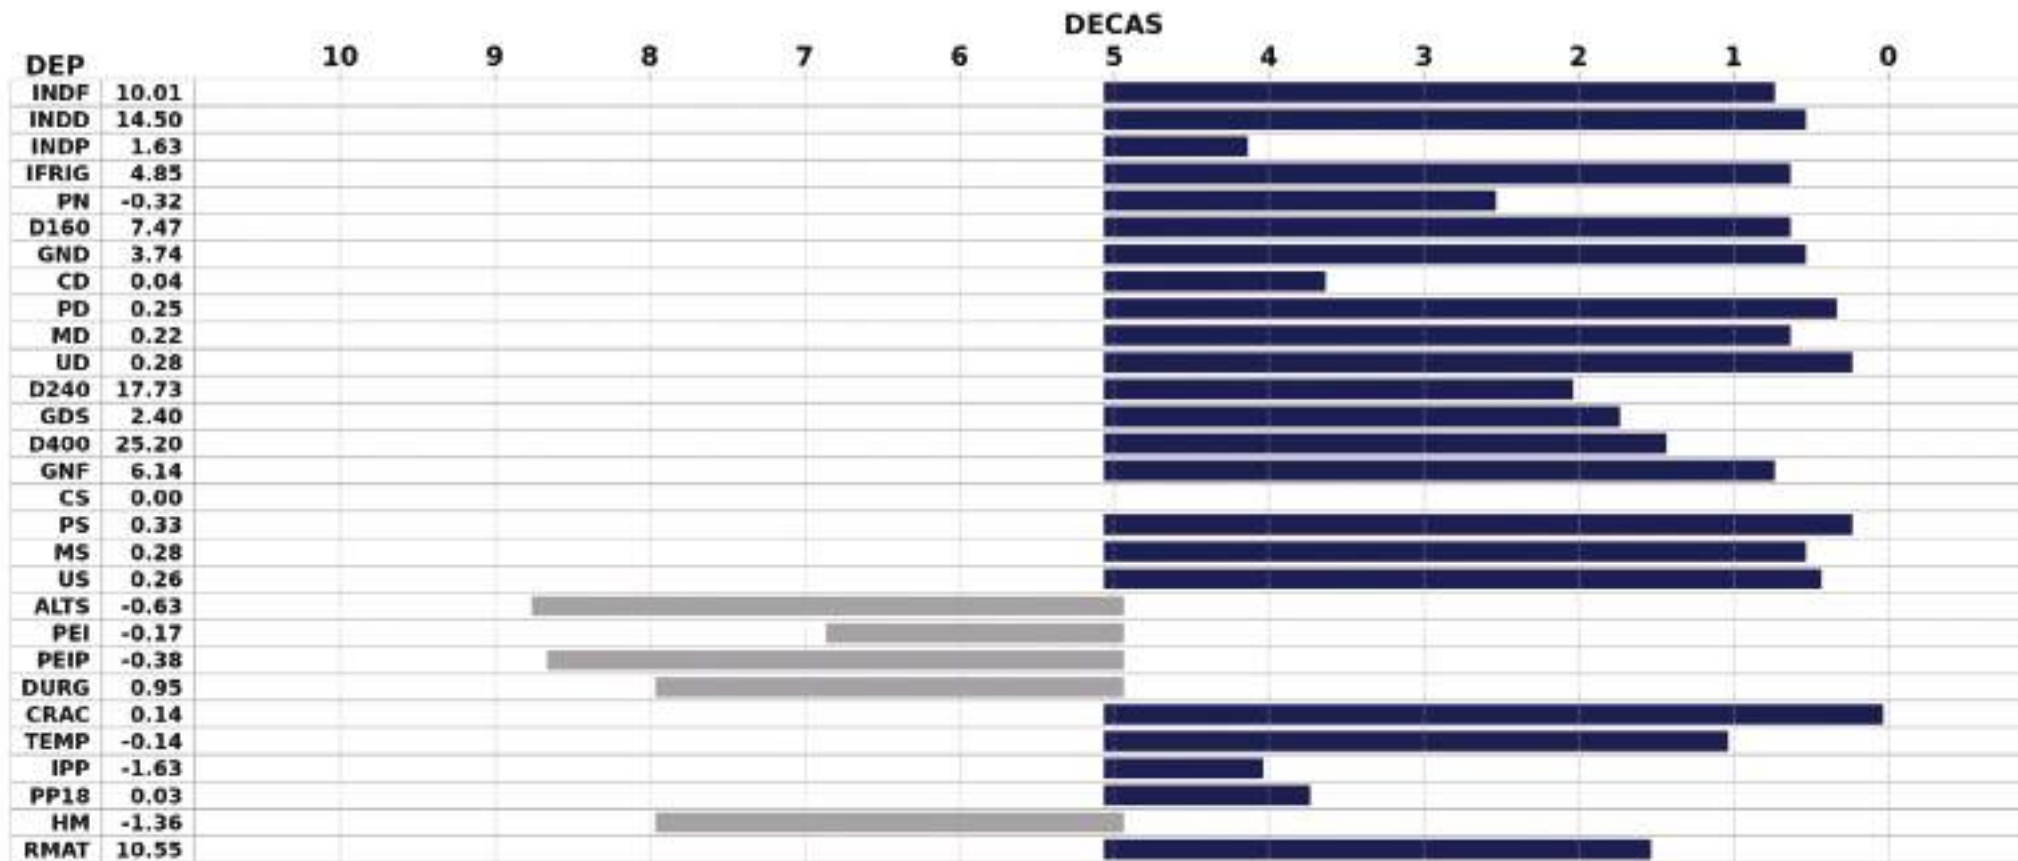 DECAS
DEP 10 9 8 7 6 5 4 3 2 1 0
INDF 10.01
INDD 14.50
INDP 1.63
IFRIG 4.85
PN -0.32
D160 7.47
GND 3.74
CD 0.04
PD 0.25
MD 0.22
UD 0.28
D240 17.73
GDS 2.40
D400 25.20
GNF 6.14
CS 0.00
PS 0.33
MS 0.28
US 0.26
ALTS -0.63
PEI -0.17
PEIP -0.38
DURG 0.95
CRAC 0.14
TEMP -0.14
IPP -1.63
PP18 0.03
HM -1.36
RMAT 10.55